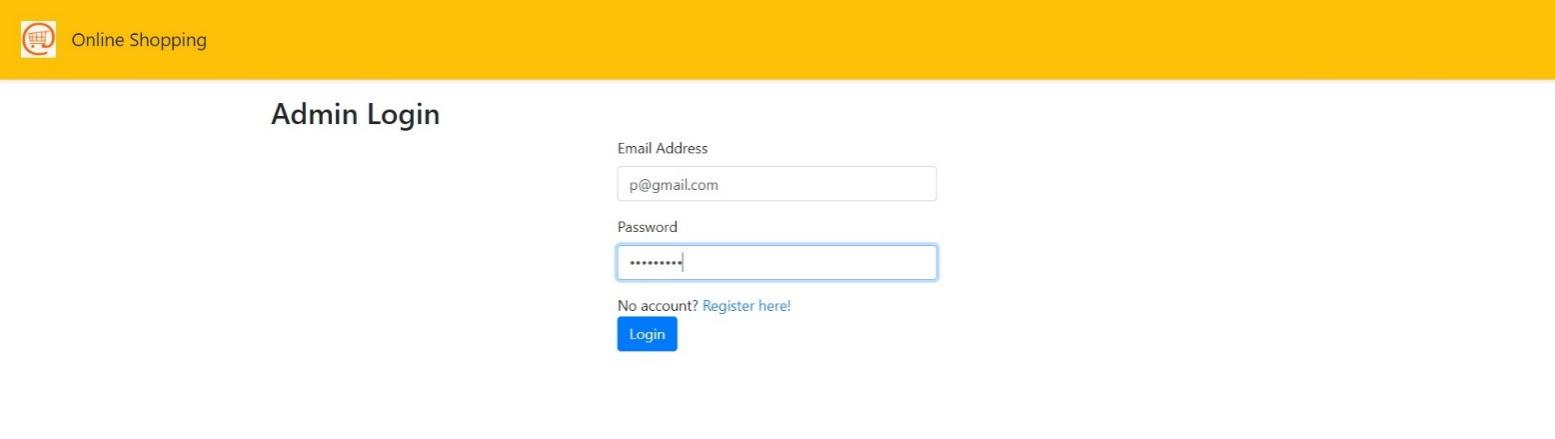 Online Shopping
Admin Login
Email Address
p@gmail.com
Password
•••••••••
No account? Register here!
Login